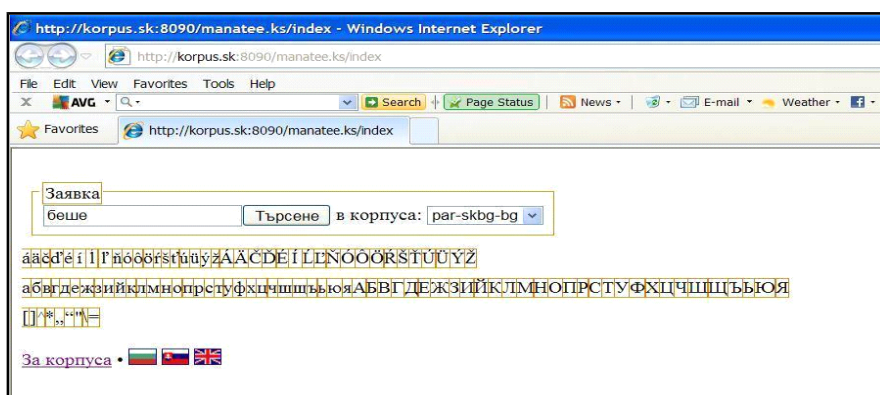 http://korpus.sk:8090/manatee.ks/index - Windows Internet Explorer
http://korpus.sk:8090/manatee.ks/index
File Edit View Favorites Tools Help
X AVG Search Page Status News E-mail Weather
Favorites http://korpus.sk:8090/manatee.ks/index
Заявка
беше Търсене в корпуса: par-skbg-bg
áäčďéíĺľňóôöŕšťúüýžÁÄČĎÉÍĹĽŇÓÔÖŔŠŤÚÜÝŽ
абвгдежзийклмнопрстуфхцчшщъьюяАБВГДЕЖЗИЙКЛМНОПРСТУФХЦЧШЩЪЬЮЯ
[]^*„“"\=
За корпуса •